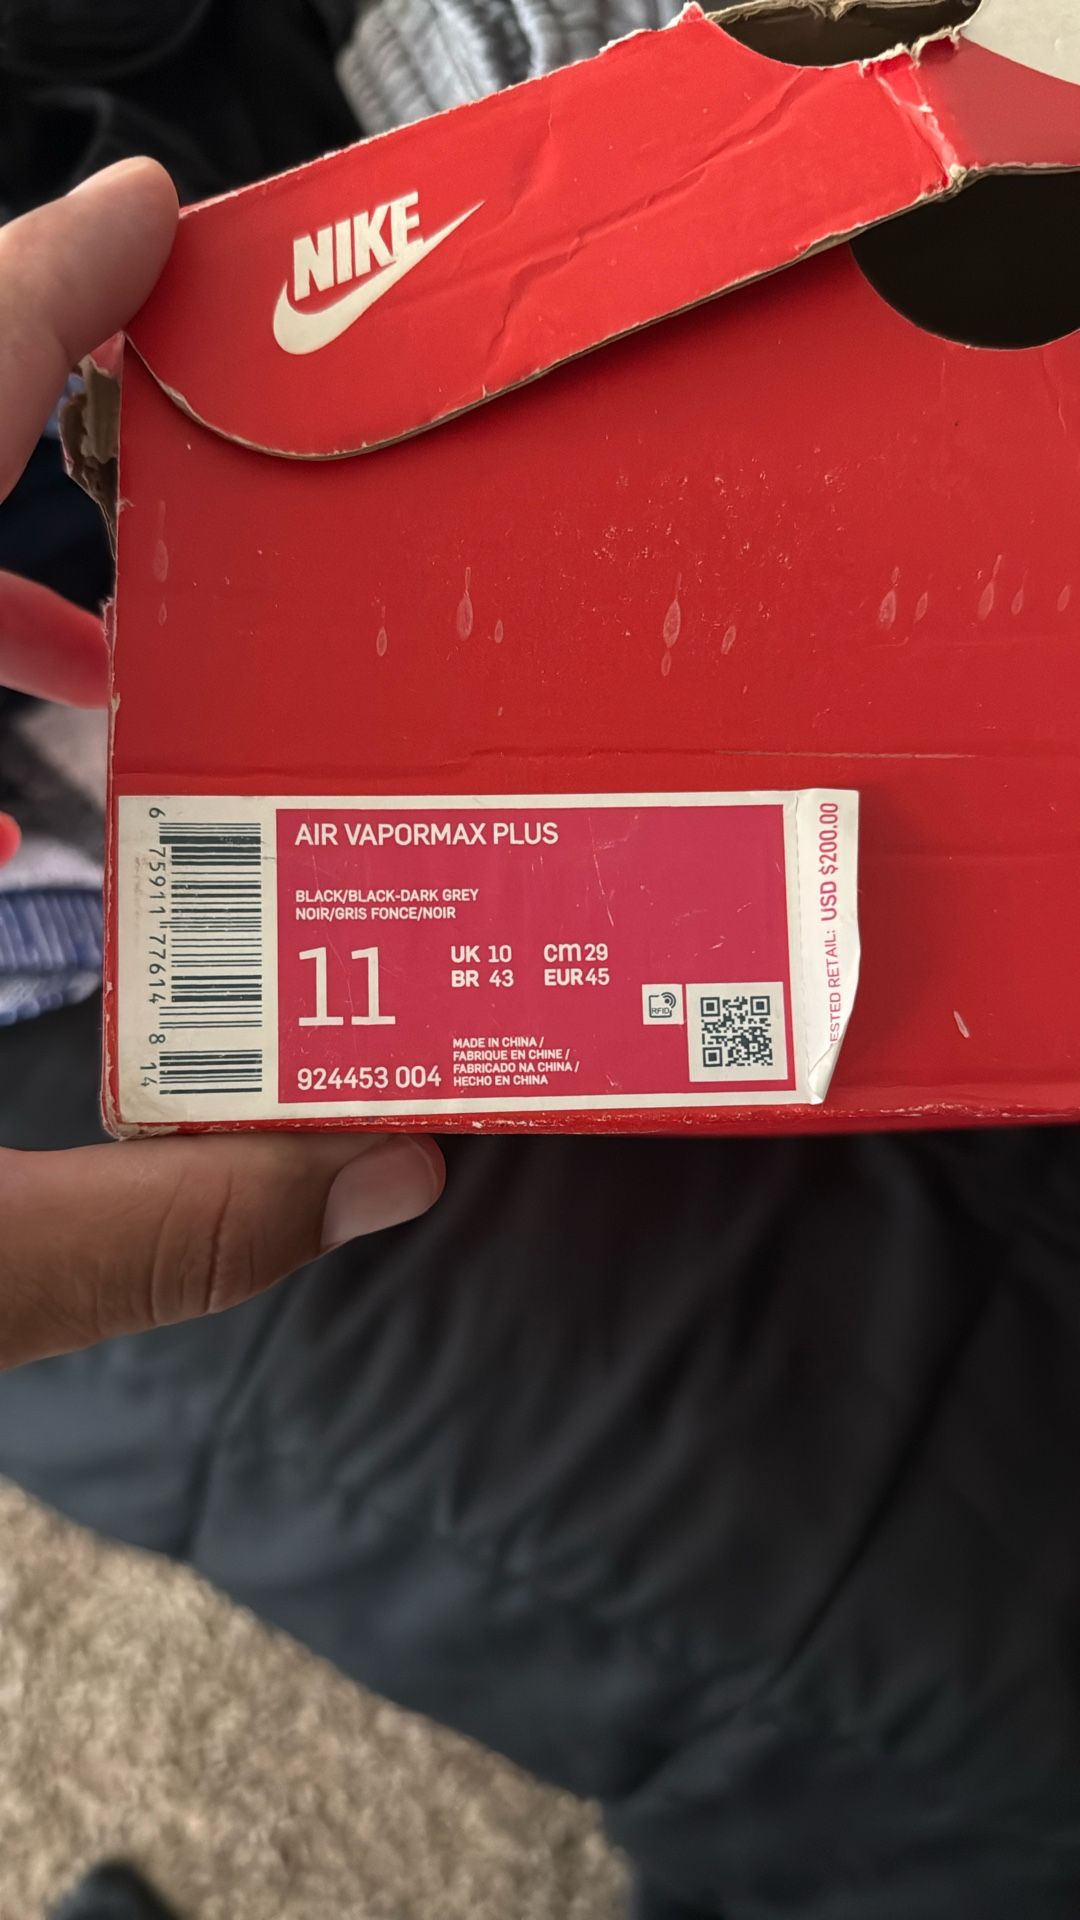 NIKE
AIR VAPORMAX PLUS
BLACK/BLACK-DARK GREY
NOIR/GRIS FONCE/NOIR
11
UK 10 cm 29
BR 43 EUR 45
RFID
924453 004
MADE IN CHINA /
FABRIQUE EN CHINE /
FABRICADO NA CHINA /
HECHO EN CHINA
6 75911 77614 8 14
ESTED RETAIL: USD $200.00